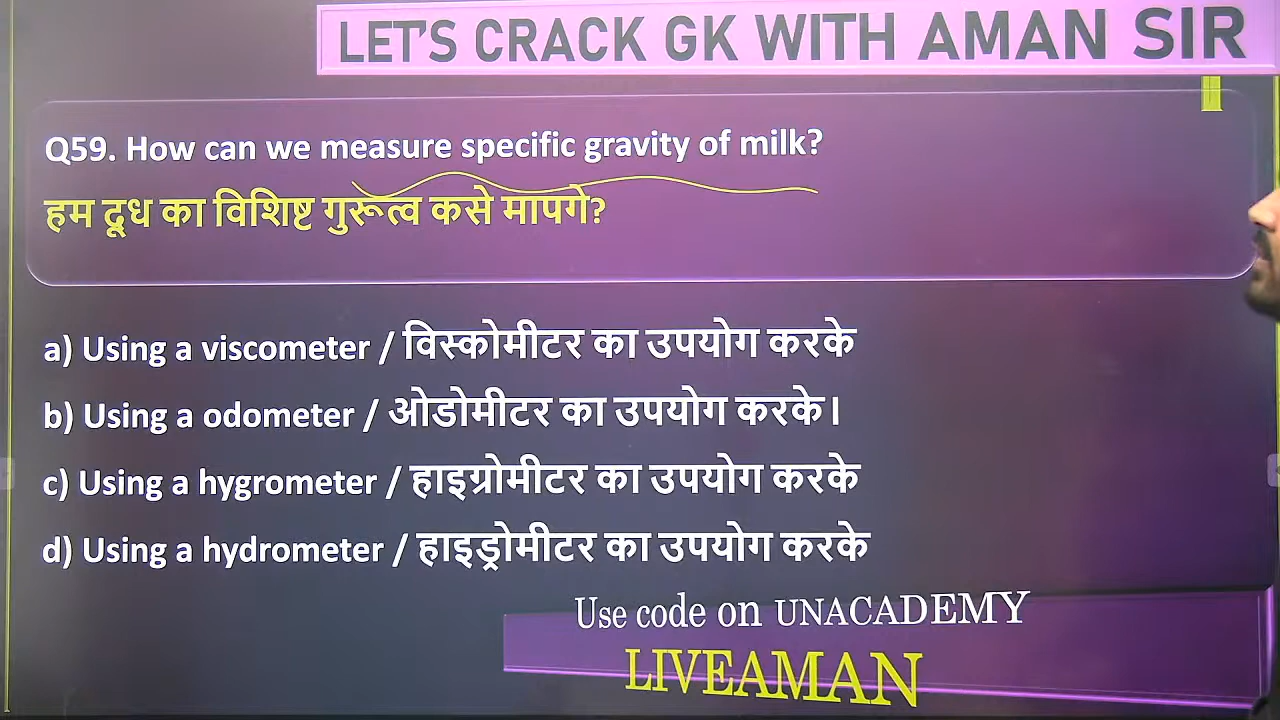 LET'S CRACK GK WITH AMAN SIR
Q59. How can we measure specific gravity of milk?
हम दूध का विशिष्ट गुरूत्व कसे मापगे?
a) Using a viscometer / विस्कोमीटर का उपयोग करके
b) Using a odometer / ओडोमीटर का उपयोग करके।
c) Using a hygrometer / हाइग्रोमीटर का उपयोग करके
d) Using a hydrometer / हाइड्रोमीटर का उपयोग करके
Use code on UNACADEMY
LIVEAMAN